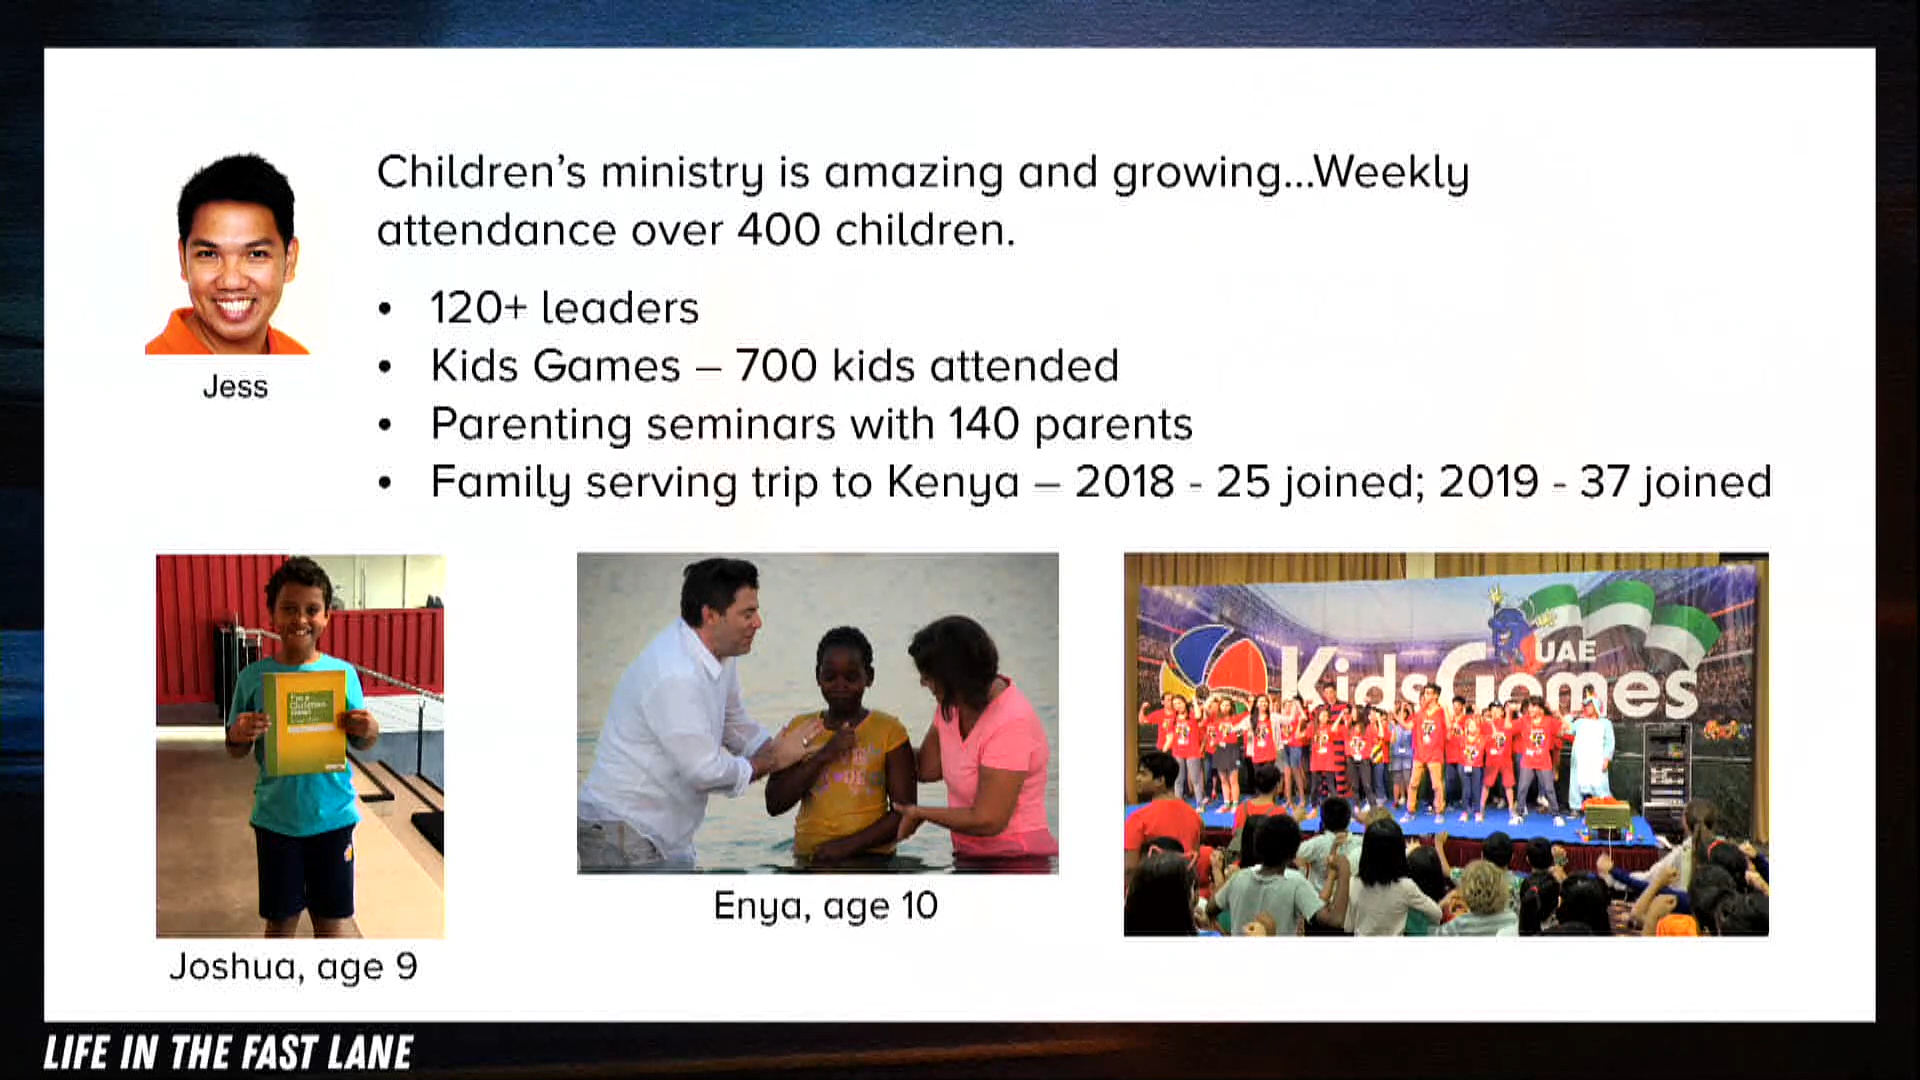 Children's ministry is amazing and growing...Weekly
attendance over 400 children.
• 120+ leaders
• Kids Games – 700 kids attended
• Parenting seminars with 140 parents
• Family serving trip to Kenya – 2018 - 25 joined; 2019 - 37 joined
Jess
UAE
KidsGames
Enya, age 10
Joshua, age 9
LIFE IN THE FAST LANE